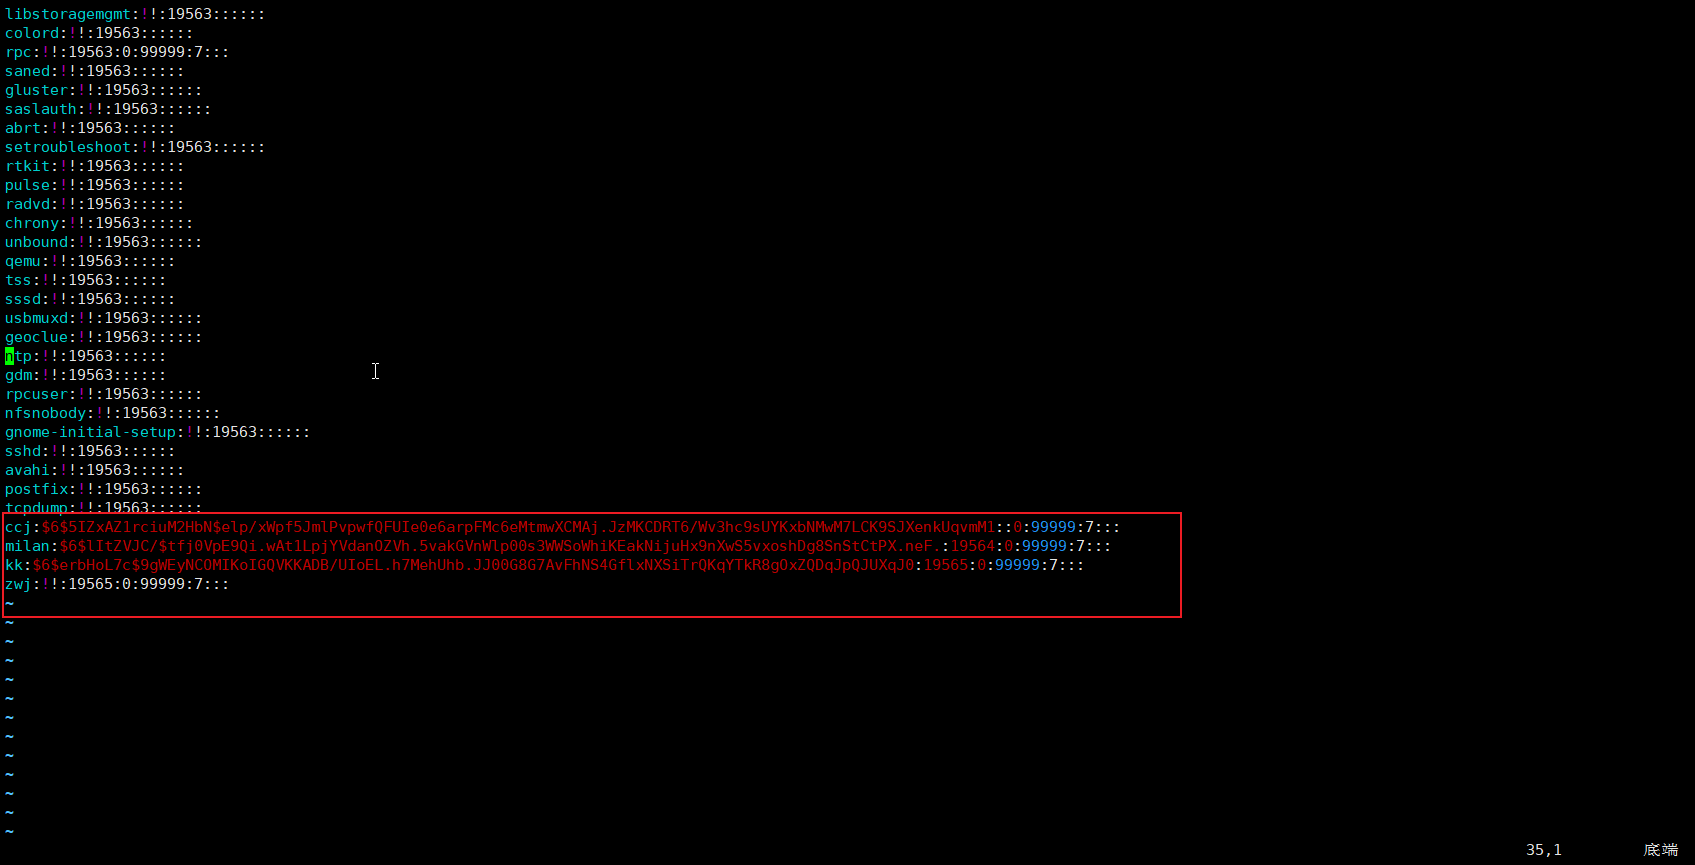 libstoragemgmt:!!:19563::::::
colord:!!:19563::::::
rpc:!!:19563:0:99999:7:::
saned:!!:19563::::::
gluster:!!:19563::::::
saslauth:!!:19563::::::
abrt:!!:19563::::::
setroubleshoot:!!:19563::::::
rtkit:!!:19563::::::
pulse:!!:19563::::::
radvd:!!:19563::::::
chrony:!!:19563::::::
unbound:!!:19563::::::
qemu:!!:19563::::::
tss:!!:19563::::::
sssd:!!:19563::::::
usbmuxd:!!:19563::::::
geoclue:!!:19563::::::
ntp:!!:19563::::::
gdm:!!:19563::::::
rpcuser:!!:19563::::::
nfsnobody:!!:19563::::::
gnome-initial-setup:!!:19563::::::
sshd:!!:19563::::::
avahi:!!:19563::::::
postfix:!!:19563::::::
tcpdump:!!:19563::::::
ccj:$6$5IZxAZ1rciuM2HbN$elp/xWpf5JmlPvpwfQFUIe0e6arpFMc6eMtmwXCMAj.JzMKCDRT6/Wv3hc9sUYKxbNMwM7LCK9SJXenkUqvmM1::0:99999:7:::
milan:$6$lItZVJC/$tfj0VpE9Qi.wAt1LpjYVdanOZVh.5vakGVnWlp00s3WWSoWhiKEakNijuHx9nXwS5vxoshDg8SnStCtPX.neF.:19564:0:99999:7:::
kk:$6$erbHoL7c$9gWEyNCOMIKoIGQVKKADB/UIoEL.h7MehUhb.JJ00G8G7AvFhNS4GflxNXSiTrQKqYTkR8gOxZQDqJpQJUXqJ0:19565:0:99999:7:::
zwj:!!:19565:0:99999:7:::
~
~
~
~
~
~
~
~
~
~
~
~
~
35,1 底端